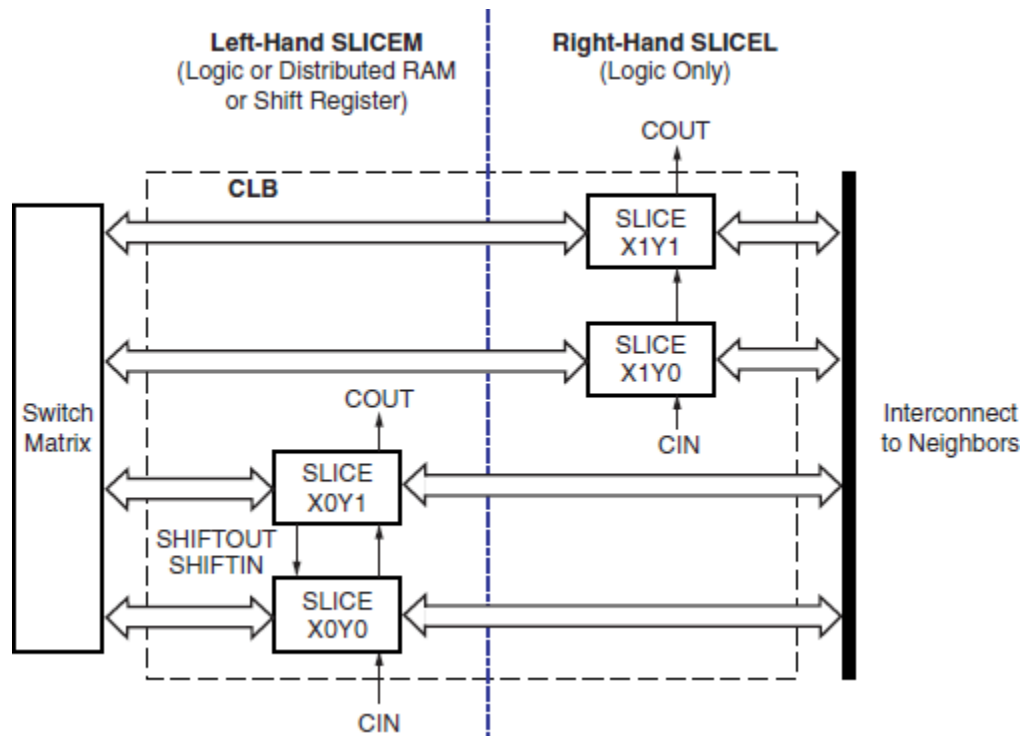 Left-Hand SLICEM
(Logic or Distributed RAM
or Shift Register)
Right-Hand SLICEL
(Logic Only)
COUT
CLB
SLICE
X1Y1
SLICE
X1Y0
COUT
CIN
Switch
Matrix
Interconnect
to Neighbors
SLICE
X0Y1
SHIFTOUT
SHIFTIN
SLICE
X0Y0
CIN